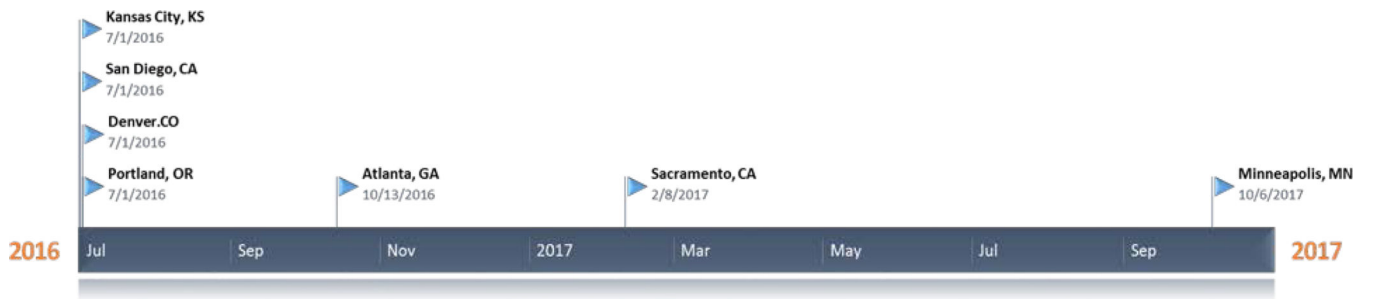 Kansas City, KS
7/1/2016
San Diego, CA
7/1/2016
Denver.CO
7/1/2016
Portland, OR
7/1/2016
Atlanta, GA
10/13/2016
Sacramento, CA
2/8/2017
Minneapolis, MN
10/6/2017
2016 Jul Sep Nov 2017 Mar May Jul Sep 2017